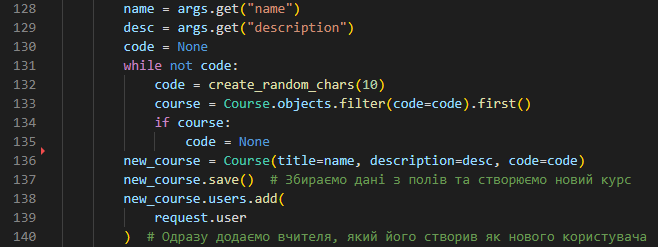 128 name = args.get("name")
129 desc = args.get("description")
130 code = None
131 while not code:
132 code = create_random_chars(10)
133 course = Course.objects.filter(code=code).first()
134 if course:
135 code = None
136 new_course = Course(title=name, description=desc, code=code)
137 new_course.save() # Збираємо дані з полів та створюємо новий курс
138 new_course.users.add(
139 request.user
140 ) # Одразу додаємо вчителя, який його створив як нового користувача